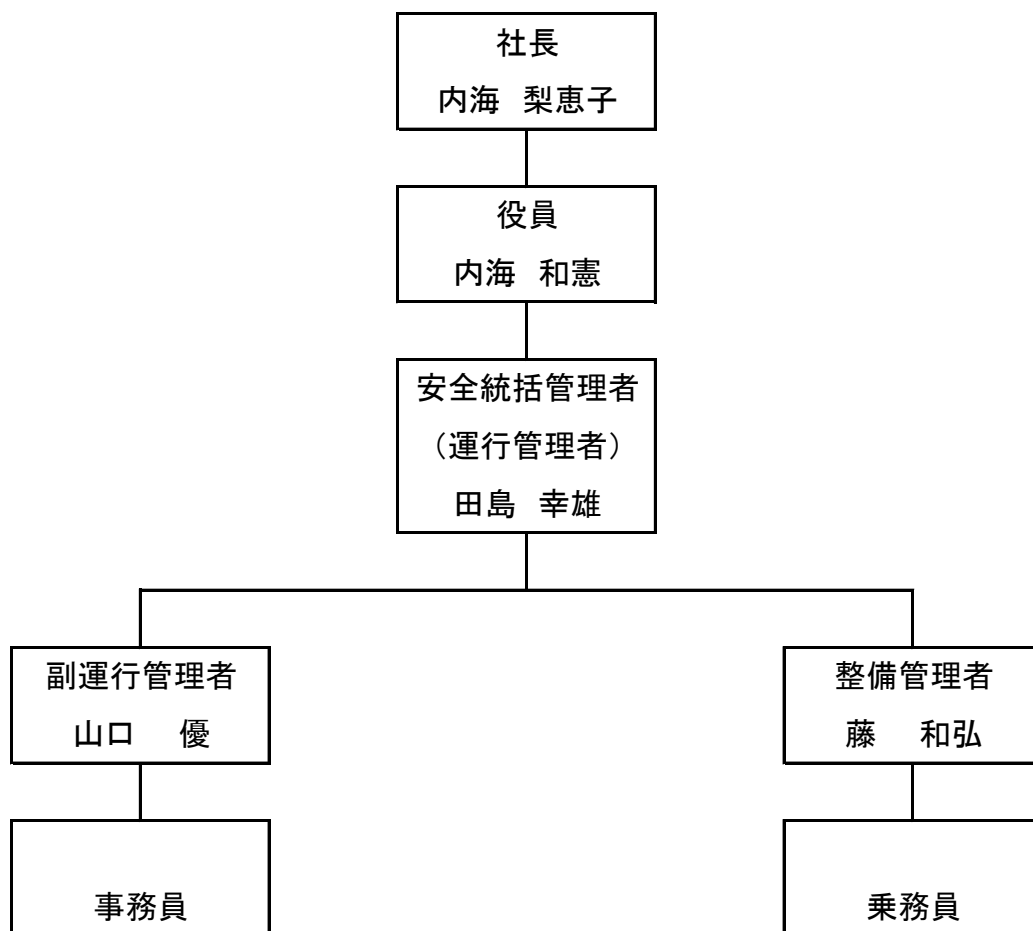 社長
内海 梨恵子
役員
内海 和憲
安全統括管理者
（運行管理者）
田島 幸雄
副運行管理者
山口 優
整備管理者
藤 和弘
事務員
乗務員